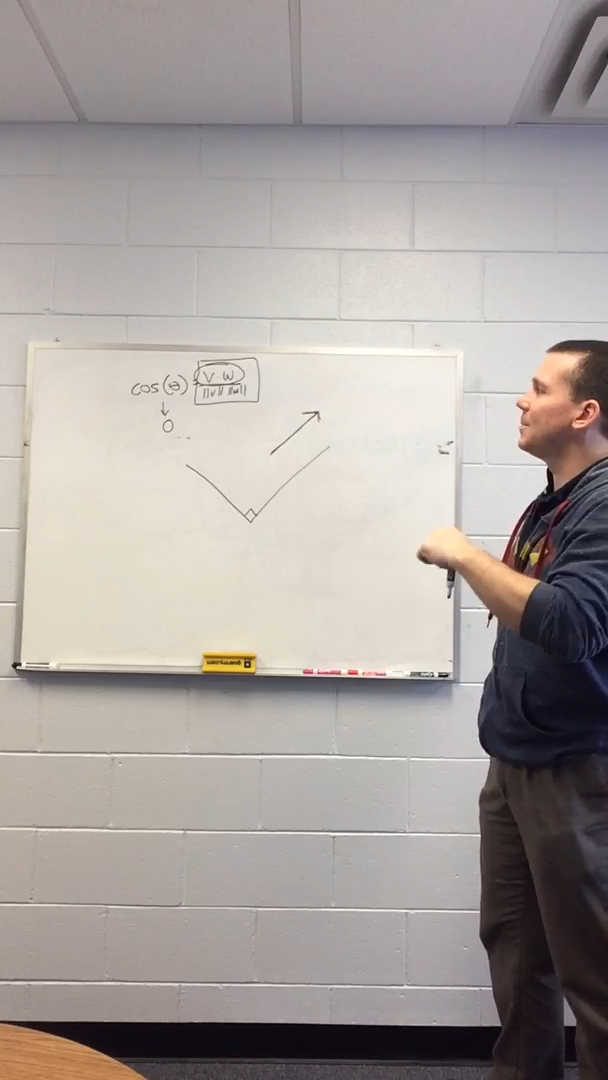 cos(θ) = V · W
||v|| ||w||
↓
0